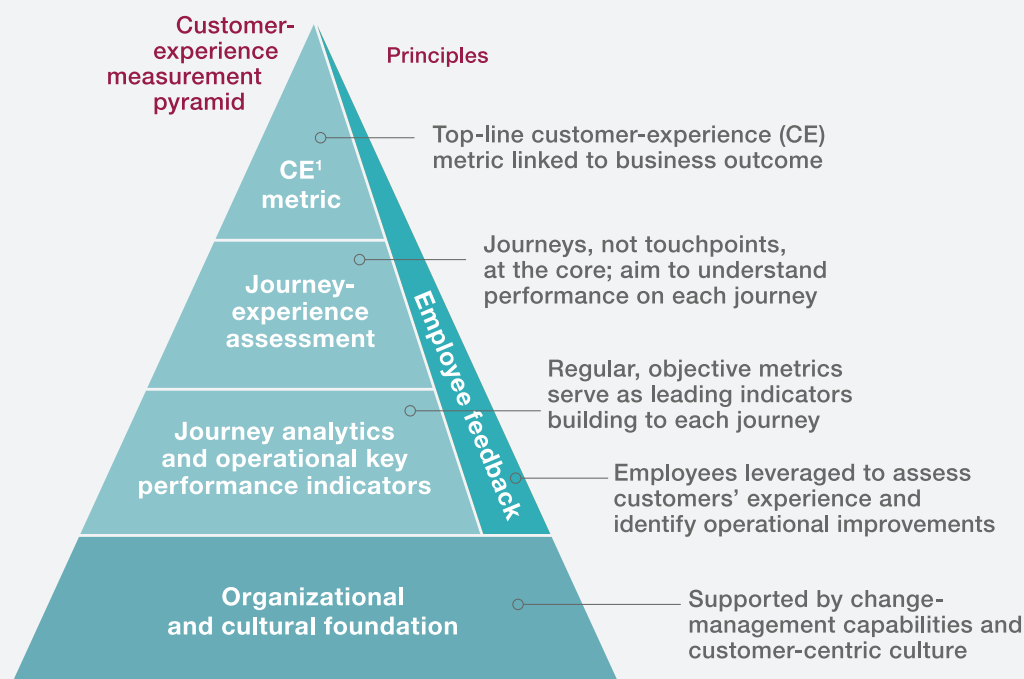 Customer-
experience
measurement
pyramid
Principles
CE¹
metric
Top-line customer-experience (CE)
metric linked to business outcome
Journey-
experience
assessment
Journeys, not touchpoints,
at the core; aim to understand
performance on each journey
Journey analytics
and operational key
performance indicators
Regular, objective metrics
serve as leading indicators
building to each journey
Employee feedback
Employees leveraged to assess
customers’ experience and
identify operational improvements
Organizational
and cultural foundation
Supported by change-
management capabilities and
customer-centric culture